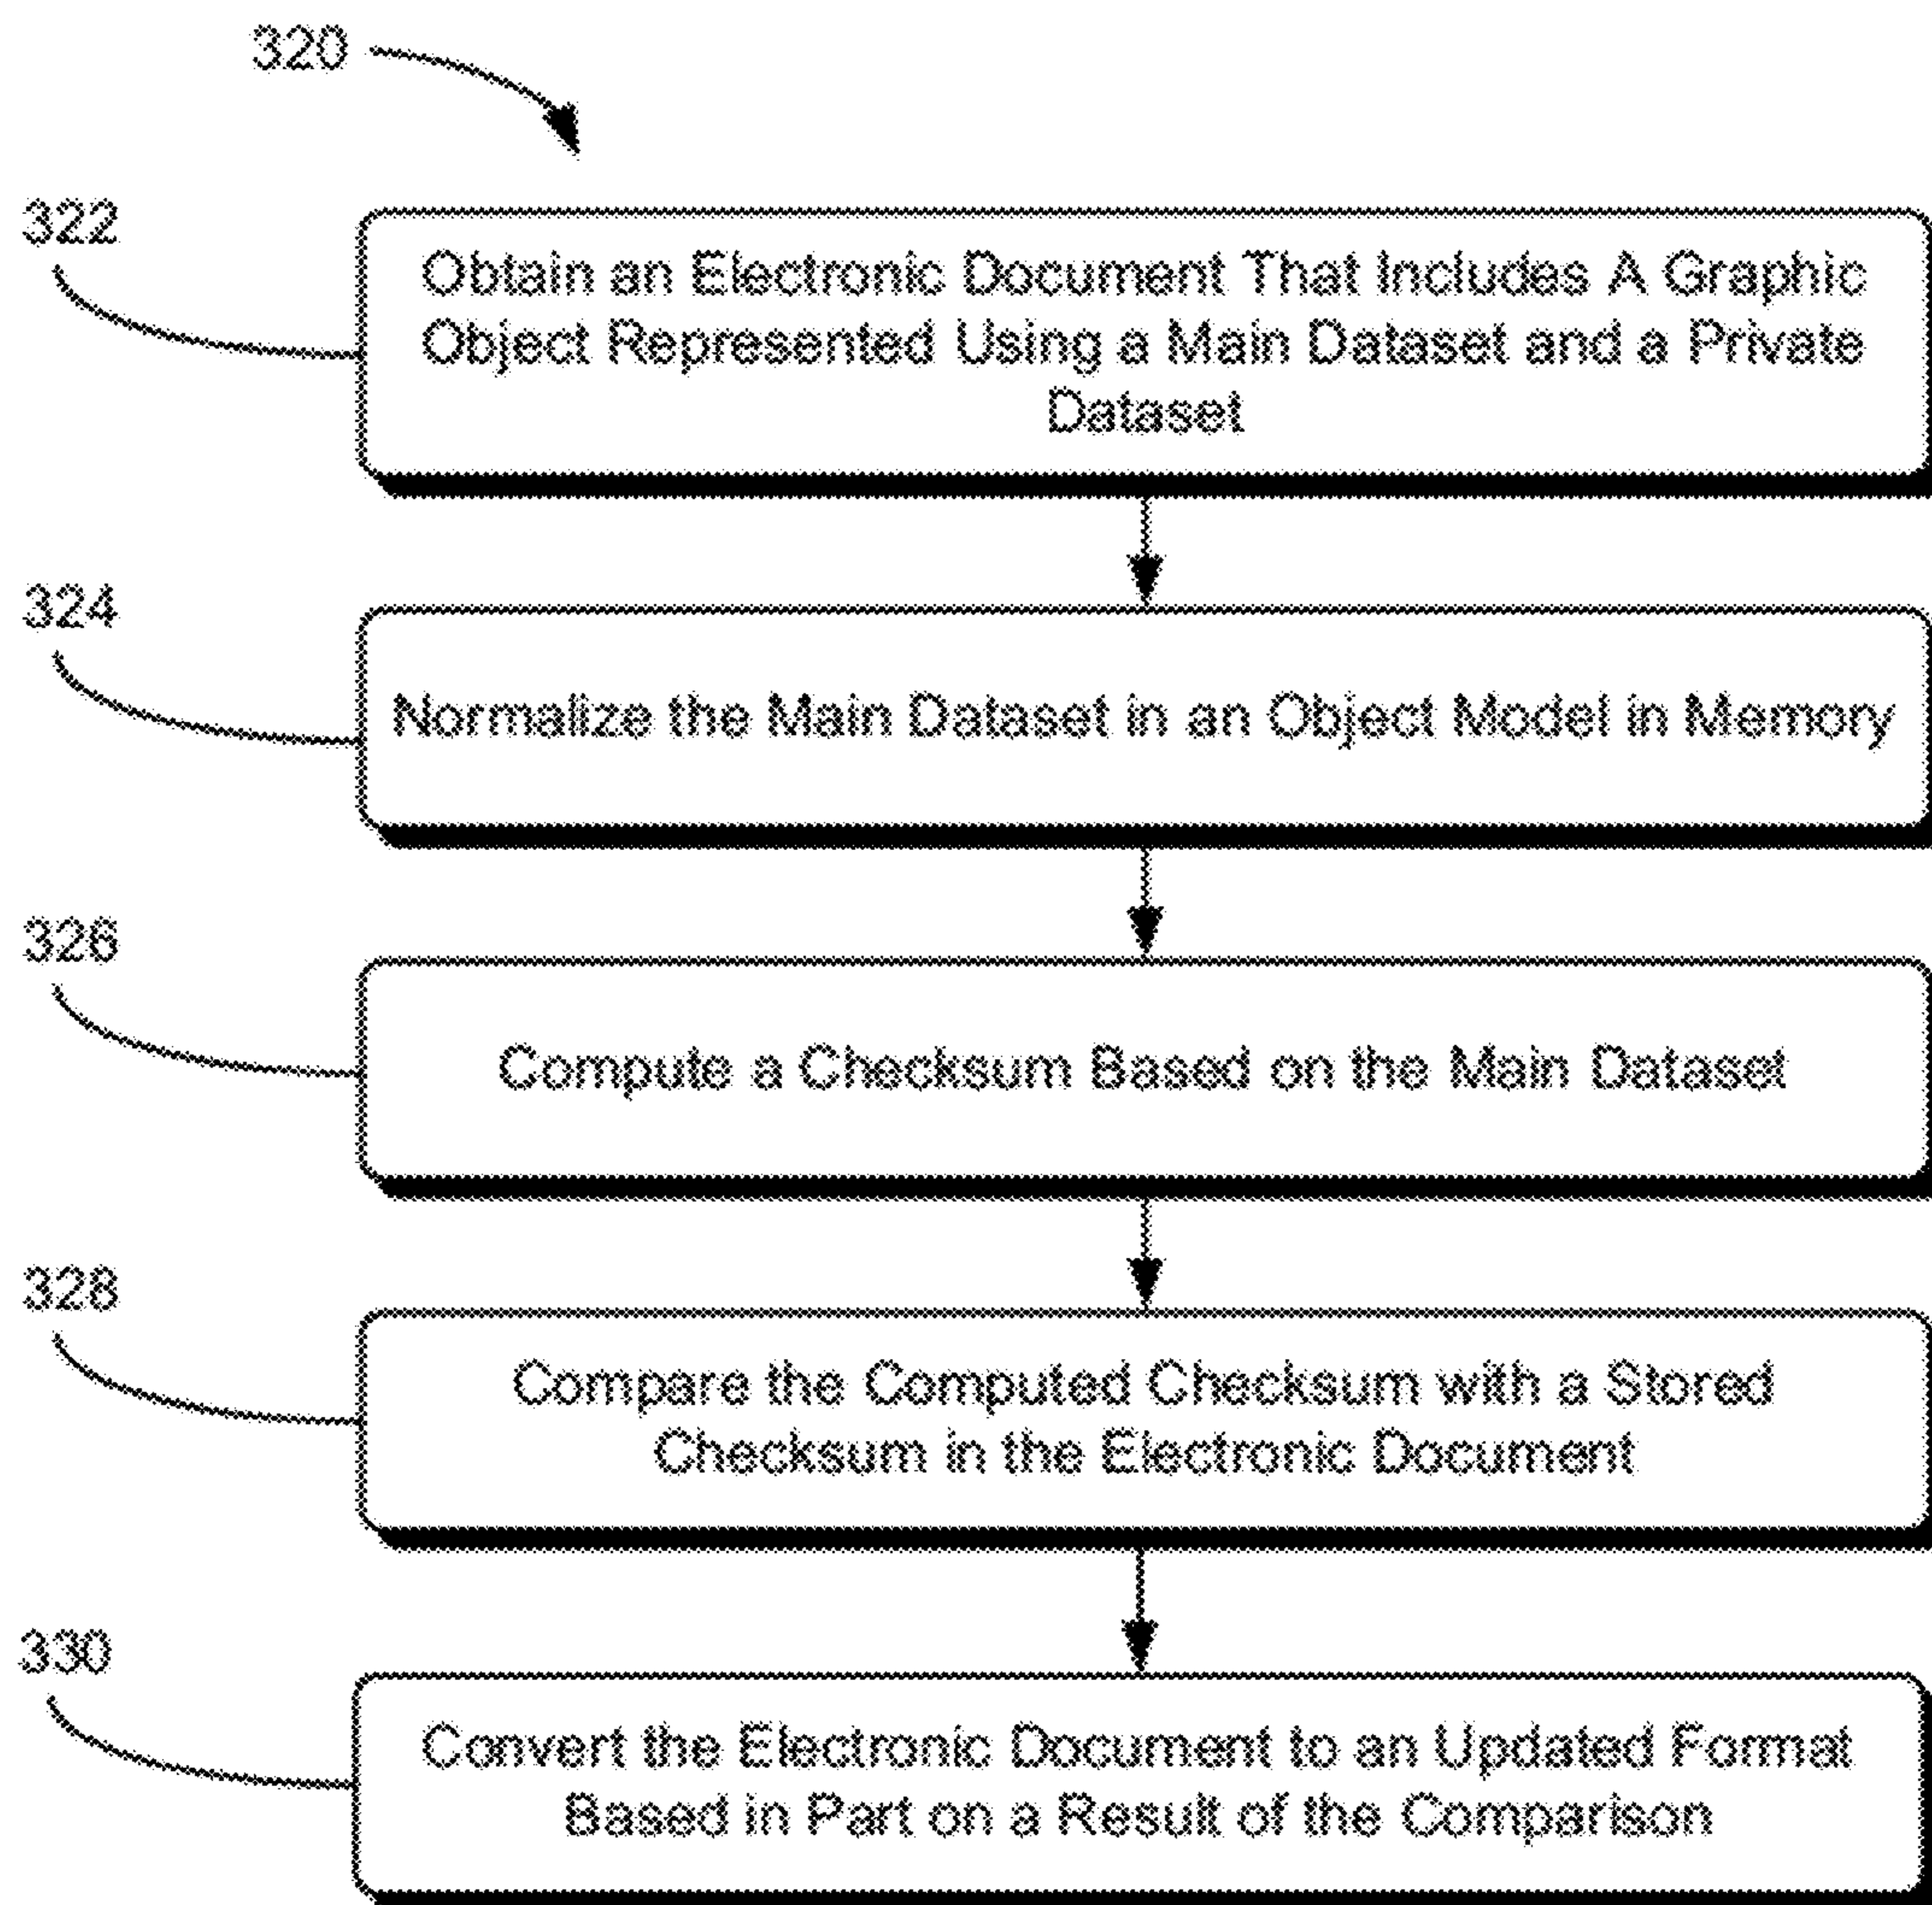 320
322
Obtain an Electronic Document That Includes A Graphic
Object Represented Using a Main Dataset and a Private
Dataset
324
Normalize the Main Dataset in an Object Model in Memory
326
Compute a Checksum Based on the Main Dataset
328
Compare the Computed Checksum with a Stored
Checksum in the Electronic Document
330
Convert the Electronic Document to an Updated Format
Based in Part on a Result of the Comparison